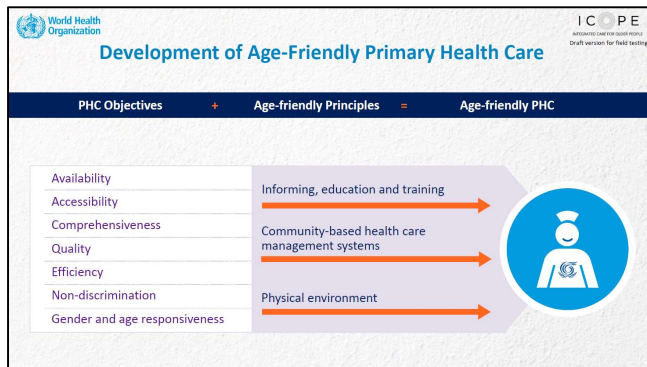 World Health
Organization
ICOPE
INTEGRATED CARE FOR OLDER PEOPLE
Draft version for field testing
Development of Age-Friendly Primary Health Care
PHC Objectives + Age-friendly Principles = Age-friendly PHC
Availability
Accessibility
Comprehensiveness
Quality
Efficiency
Non-discrimination
Gender and age responsiveness
Informing, education and training
Community-based health care
management systems
Physical environment